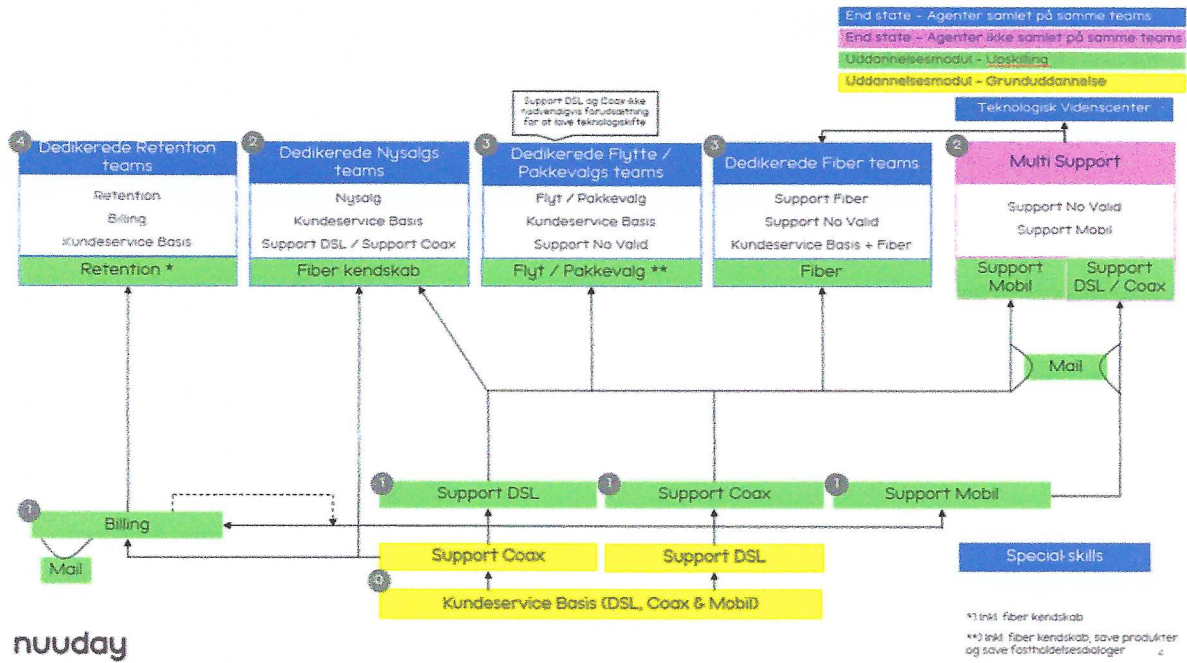 End state - Agenter samlet på samme teams
End state - Agenter ikke samlet på samme teams
Uddannelsesmodul - Upskilling
Uddannelsesmodul - Grunduddannelse
Teknologisk Videnscenter
Support DSL og Coax ikke
nødvendigvis forudsætning
for at lave teknologiskifte
4
Dedikerede Retention
teams
Retention
Billing
Kundeservice Basis
Retention *
2
Dedikerede Nysalgs
teams
Nysalg
Kundeservice Basis
Support DSL / Support Coax
Fiber kendskab
3
Dedikerede Flytte /
Pakkevalgs teams
Flyt / Pakkevalg
Kundeservice Basis
Support No Valid
Flyt / Pakkevalg **
3
Dedikerede Fiber teams
Support Fiber
Support No Valid
Kundeservice Basis + Fiber
Fiber
2
Multi Support
Support No Valid
Support Mobil
Support
Mobil
Support
DSL / Coax
Mail
1
Support DSL
1
Support Coax
1
Support Mobil
1
Billing
Mail
Support Coax
Support DSL
0
Kundeservice Basis (DSL, Coax & Mobil)
Special skills
*) Inkl. fiber kendskab
**) Inkl. fiber kendskab, save produkter
og save fastholdelsesdialoger
2
nuuday